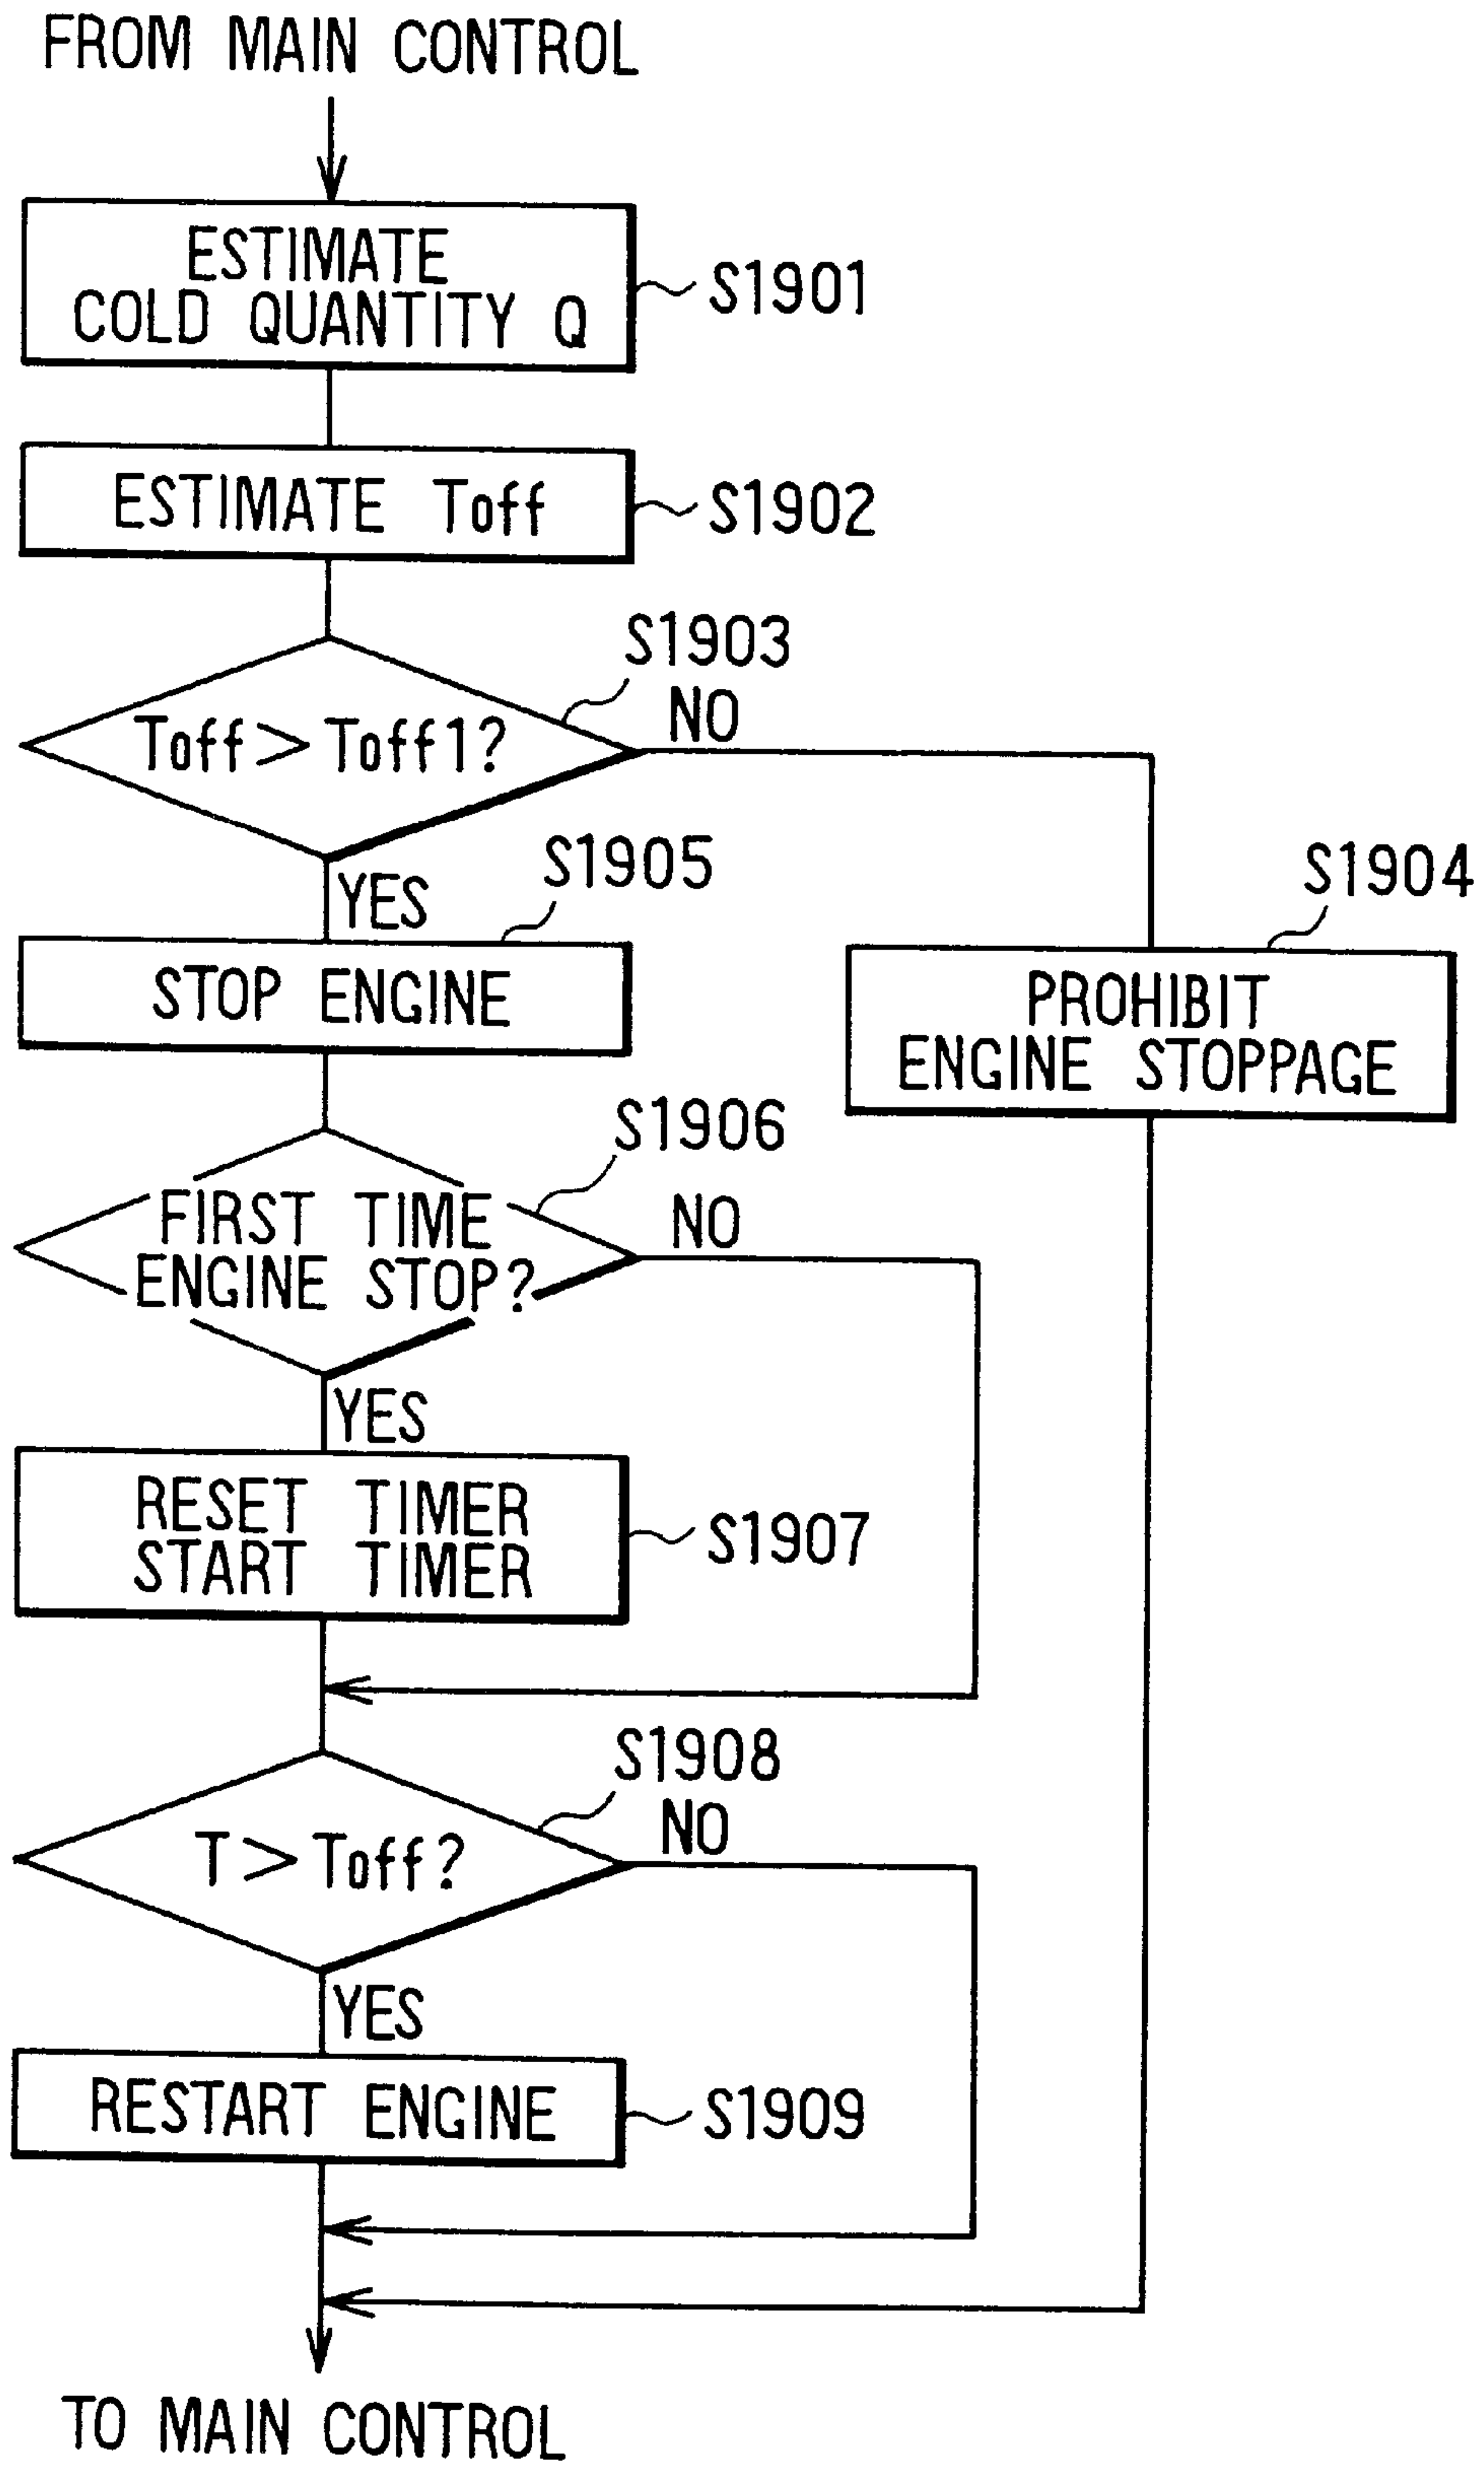 FROM MAIN CONTROL
ESTIMATE
COLD QUANTITY Q
S1901
ESTIMATE Toff
S1902
S1903
Toff > Toff1?
NO
YES
S1905
STOP ENGINE
S1904
PROHIBIT
ENGINE STOPPAGE
S1906
FIRST TIME
ENGINE STOP?
NO
YES
RESET TIMER
START TIMER
S1907
S1908
T > Toff?
NO
YES
RESTART ENGINE
S1909
TO MAIN CONTROL